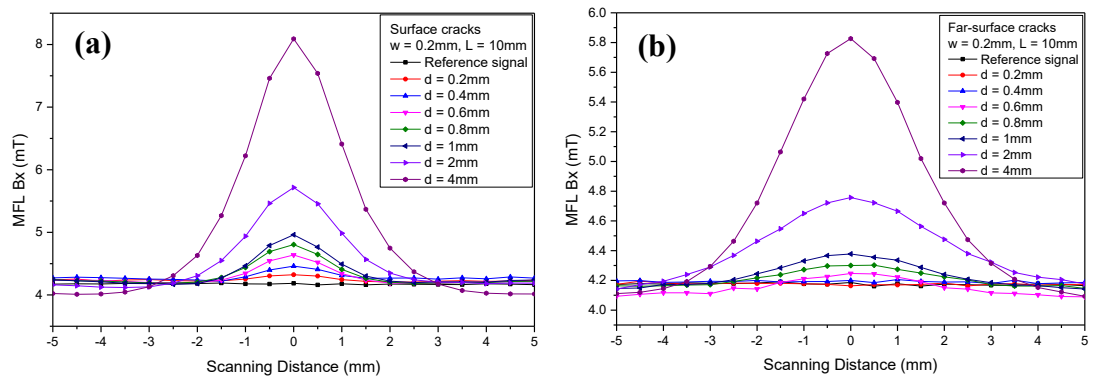 (a)
Surface cracks
w = 0.2mm, L = 10mm
Reference signal
d = 0.2mm
d = 0.4mm
d = 0.6mm
d = 0.8mm
d = 1mm
d = 2mm
d = 4mm
MFL Bx (mT)
8
7
6
5
4
-5 -4 -3 -2 -1 0 1 2 3 4 5
Scanning Distance (mm)
(b)
Far-surface cracks
w = 0.2mm, L = 10mm
Reference signal
d = 0.2mm
d = 0.4mm
d = 0.6mm
d = 0.8mm
d = 1mm
d = 2mm
d = 4mm
MFL Bx (mT)
6.0
5.8
5.6
5.4
5.2
5.0
4.8
4.6
4.4
4.2
4.0
-5 -4 -3 -2 -1 0 1 2 3 4 5
Scanning Distance (mm)